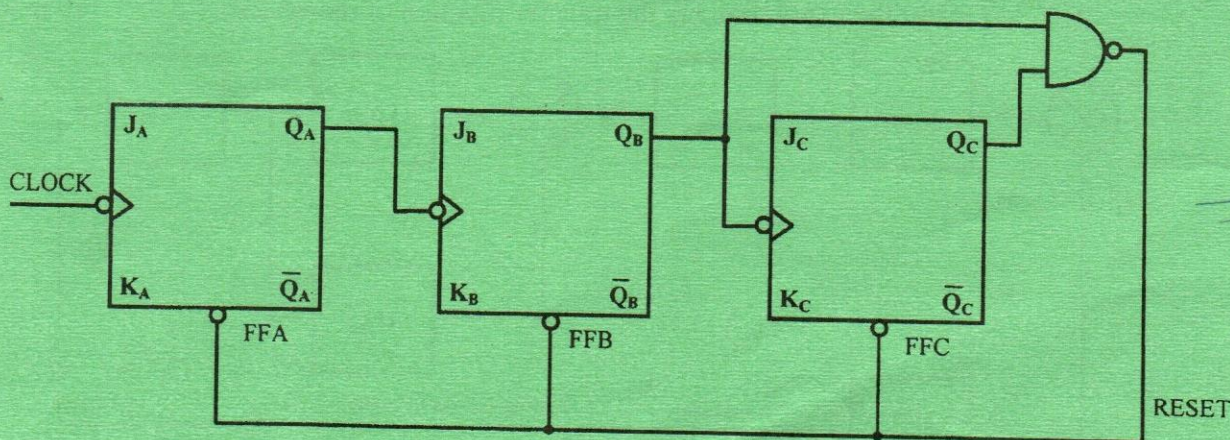 J_A Q_A
J_B Q_B
J_C Q_C
CLOCK
K_A Q̅_A
K_B Q̅_B
K_C Q̅_C
FFA
FFB
FFC
RESET